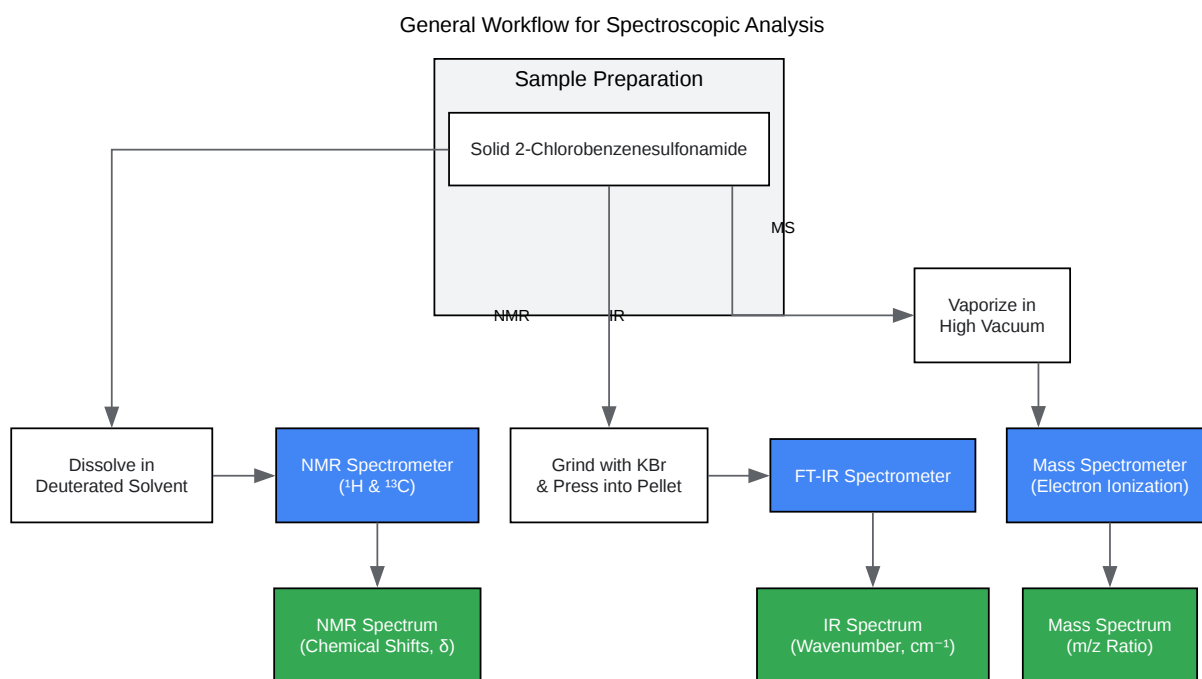 General Workflow for Spectroscopic Analysis
Sample Preparation
Solid 2-Chlorobenzenesulfonamide
MS
NMR
IR
Vaporize in
High Vacuum
Dissolve in
Deuterated Solvent
NMR Spectrometer
(¹H & ¹³C)
Grind with KBr
& Press into Pellet
FT-IR Spectrometer
Mass Spectrometer
(Electron Ionization)
NMR Spectrum
(Chemical Shifts, δ)
IR Spectrum
(Wavenumber, cm⁻¹)
Mass Spectrum
(m/z Ratio)